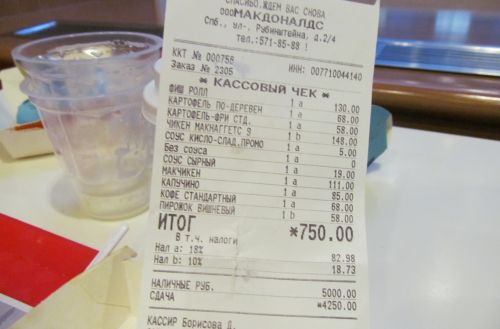 СПАСИБО, ЖДЕМ ВАС СНОВА
ООО МАКДОНАЛДС
Спб., ул. Рубинштейна, д.2/4
тел.:571-85-88 !
ККТ № 000758 ИНН: 007710044140
Заказ № 2305
* КАССОВЫЙ ЧЕК *
ФИШ РОЛЛ 1 a 130.00
КАРТОФЕЛЬ ПО-ДЕРЕВЕН 1 a 68.00
КАРТОФЕЛЬ-ФРИ СТД. 1 a 58.00
ЧИКЕН МАКНАГГЕТС 9 1 b 148.00
СОУС КИСЛО-СЛАД.ПРОМО 1 a 5.00
Без соуса 0
СОУС СЫРНЫЙ 1 a 19.00
МАКЧИКЕН 1 a 111.00
КАПУЧИНО 1 a 85.00
КОФЕ СТАНДАРТНЫЙ 1 a 68.00
ПИРОЖОК ВИШНЕВЫЙ 1 b 58.00
ИТОГ *750.00
В т.ч. налоги
Нал a: 18% 82.98
Нал b: 10% 18.73
НАЛИЧНЫЕ РУБ. 5000.00
СДАЧА *4250.00
КАССИР Борисова Д.